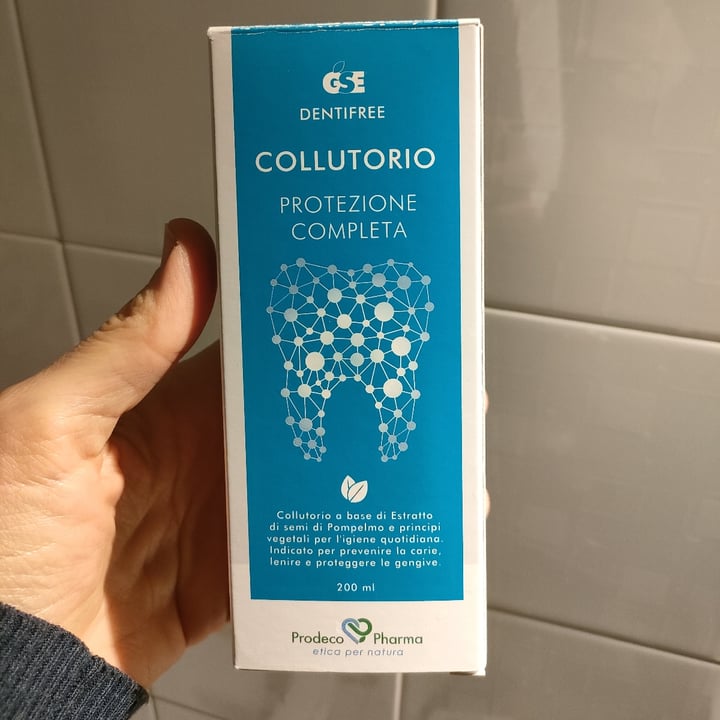 GSE
DENTIFREE
COLLUTORIO
PROTEZIONE
COMPLETA
Collutorio a base di Estratto
di semi di Pompelmo e principi
vegetali per l'igiene quotidiana.
Indicato per prevenire la carie,
lenire e proteggere le gengive.
200 ml
Prodeco Pharma
etica per natura